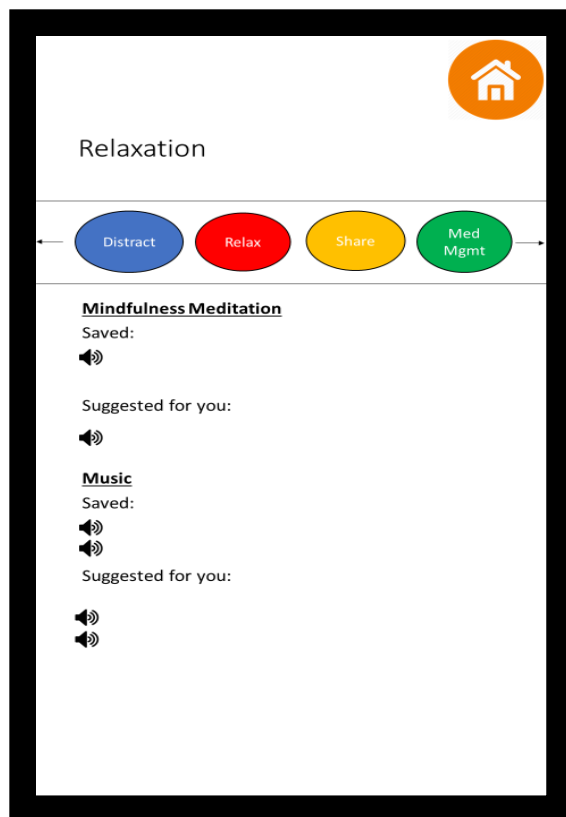 Relaxation
Distract
Relax
Share
Med
Mgmt
Mindfulness Meditation
Saved:
Suggested for you:
Music
Saved:
Suggested for you: